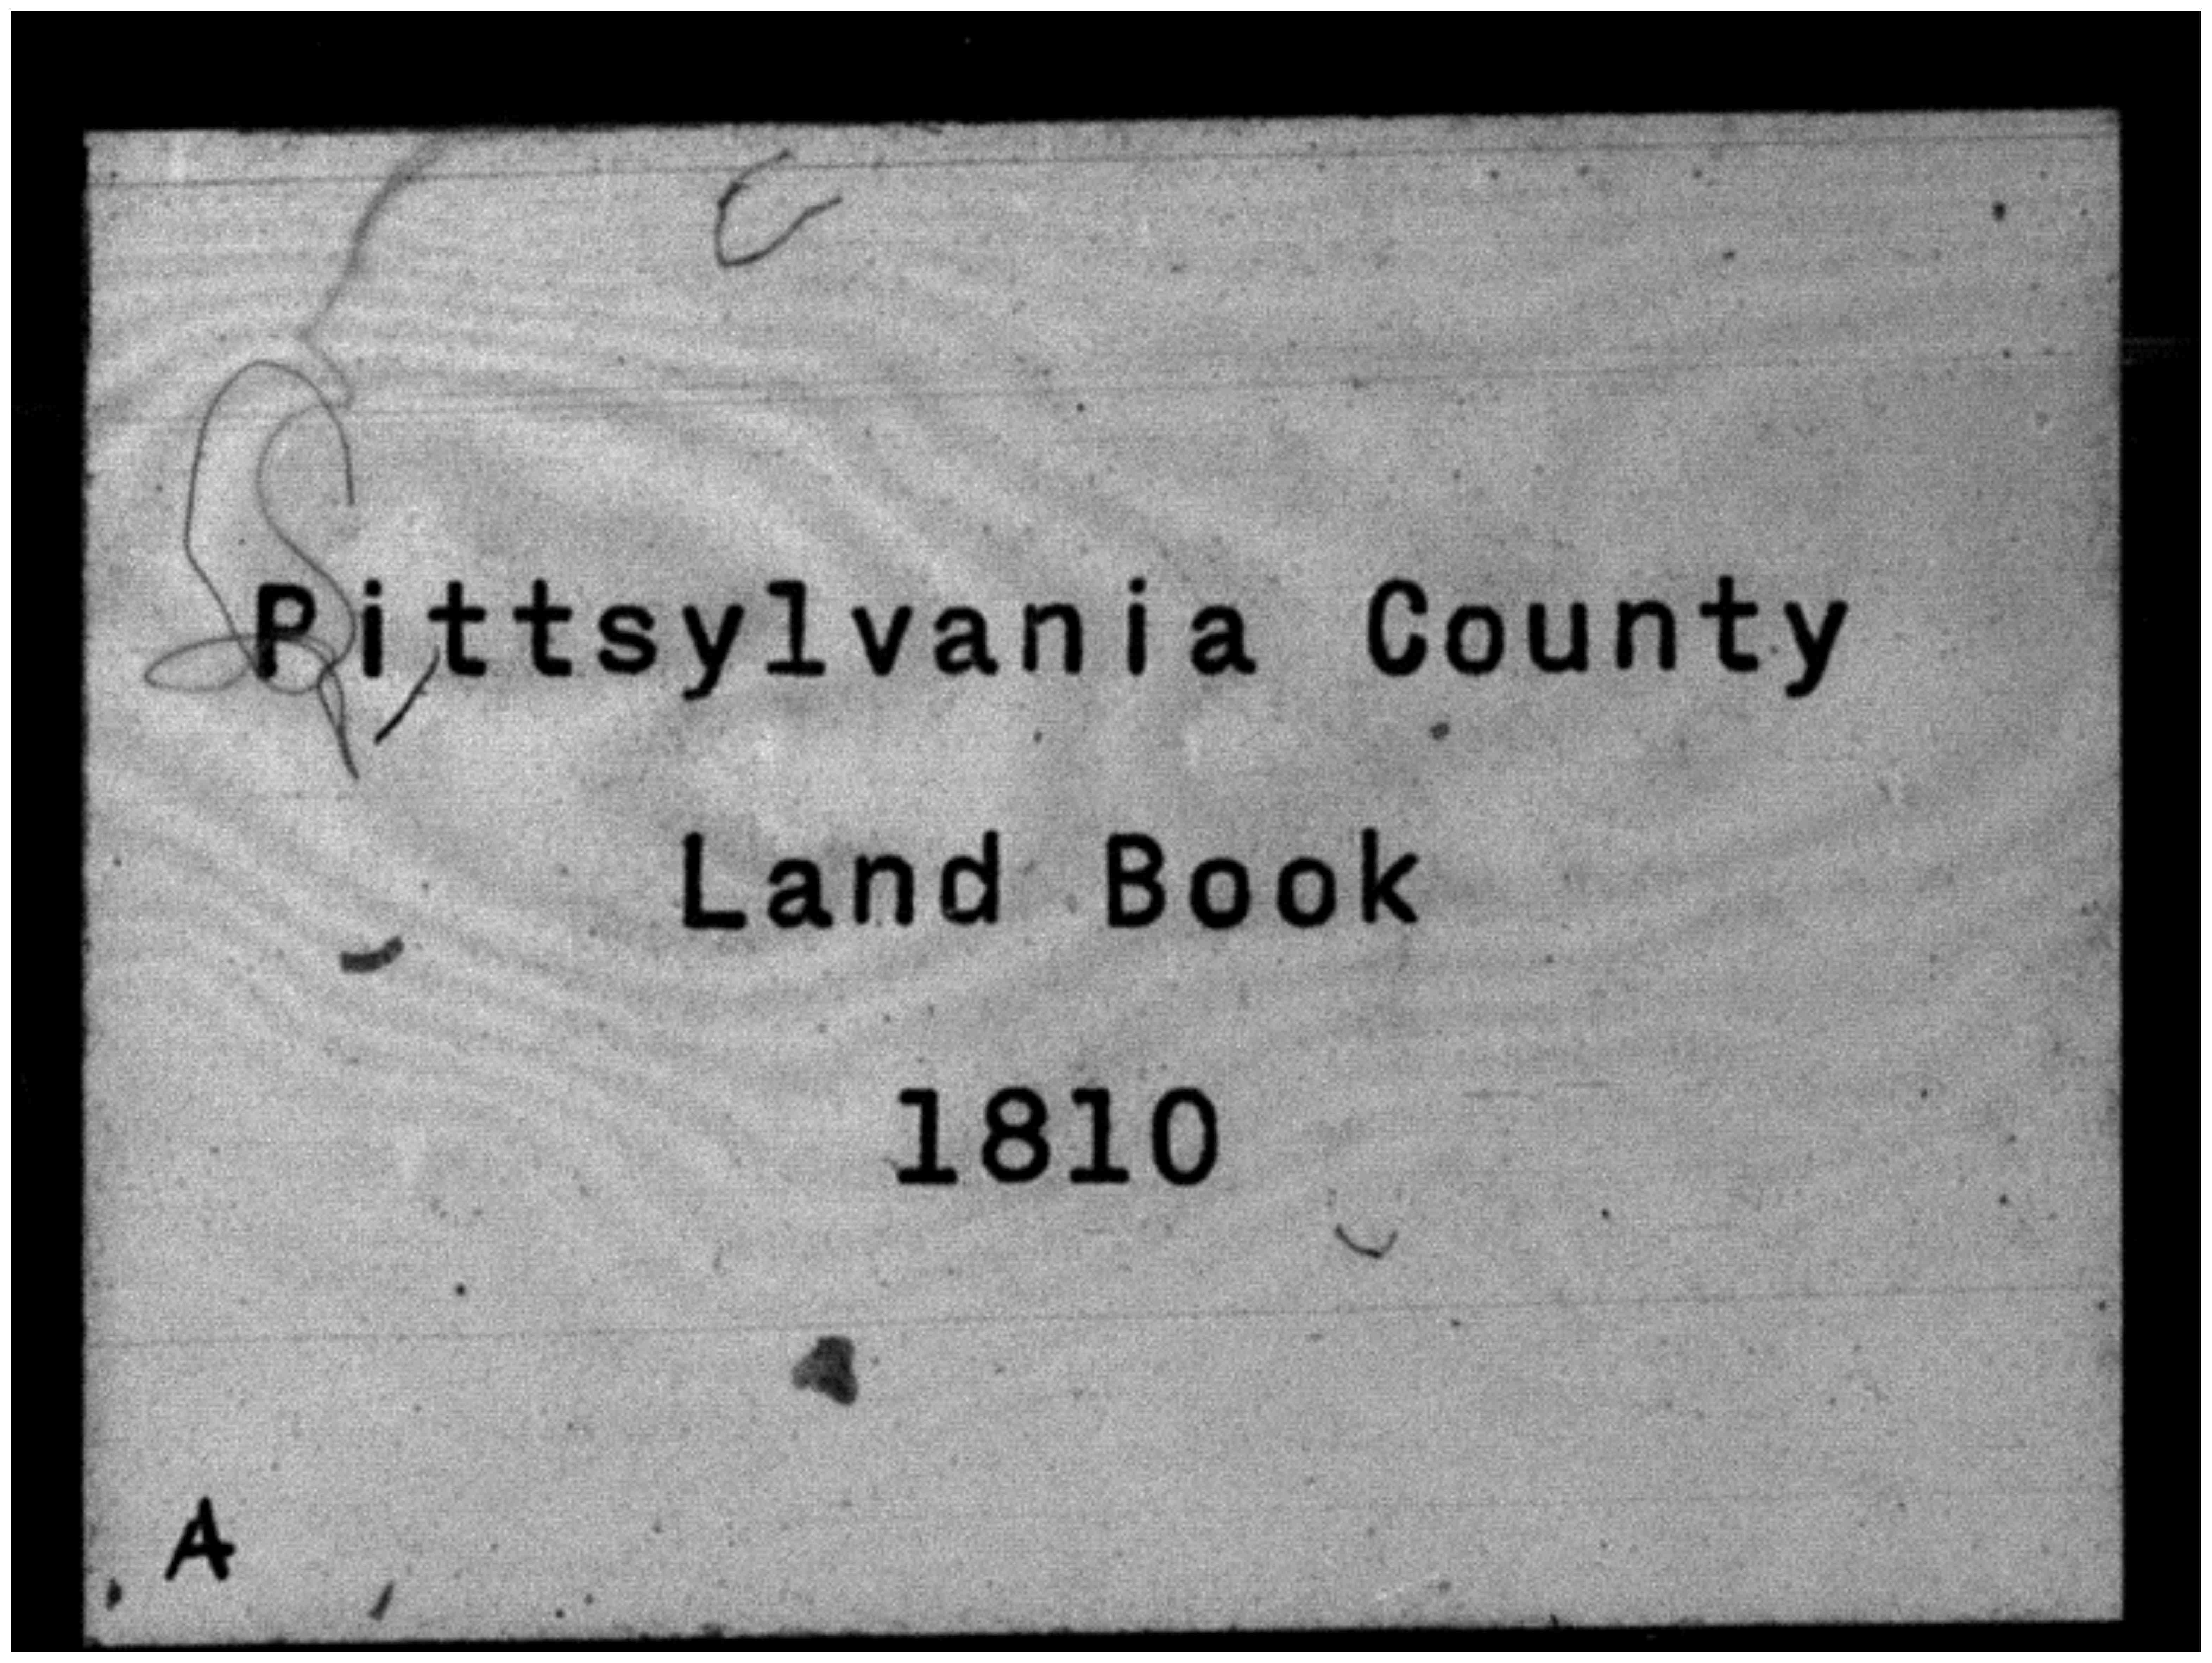 Pittsylvania County
Land Book
1810
A